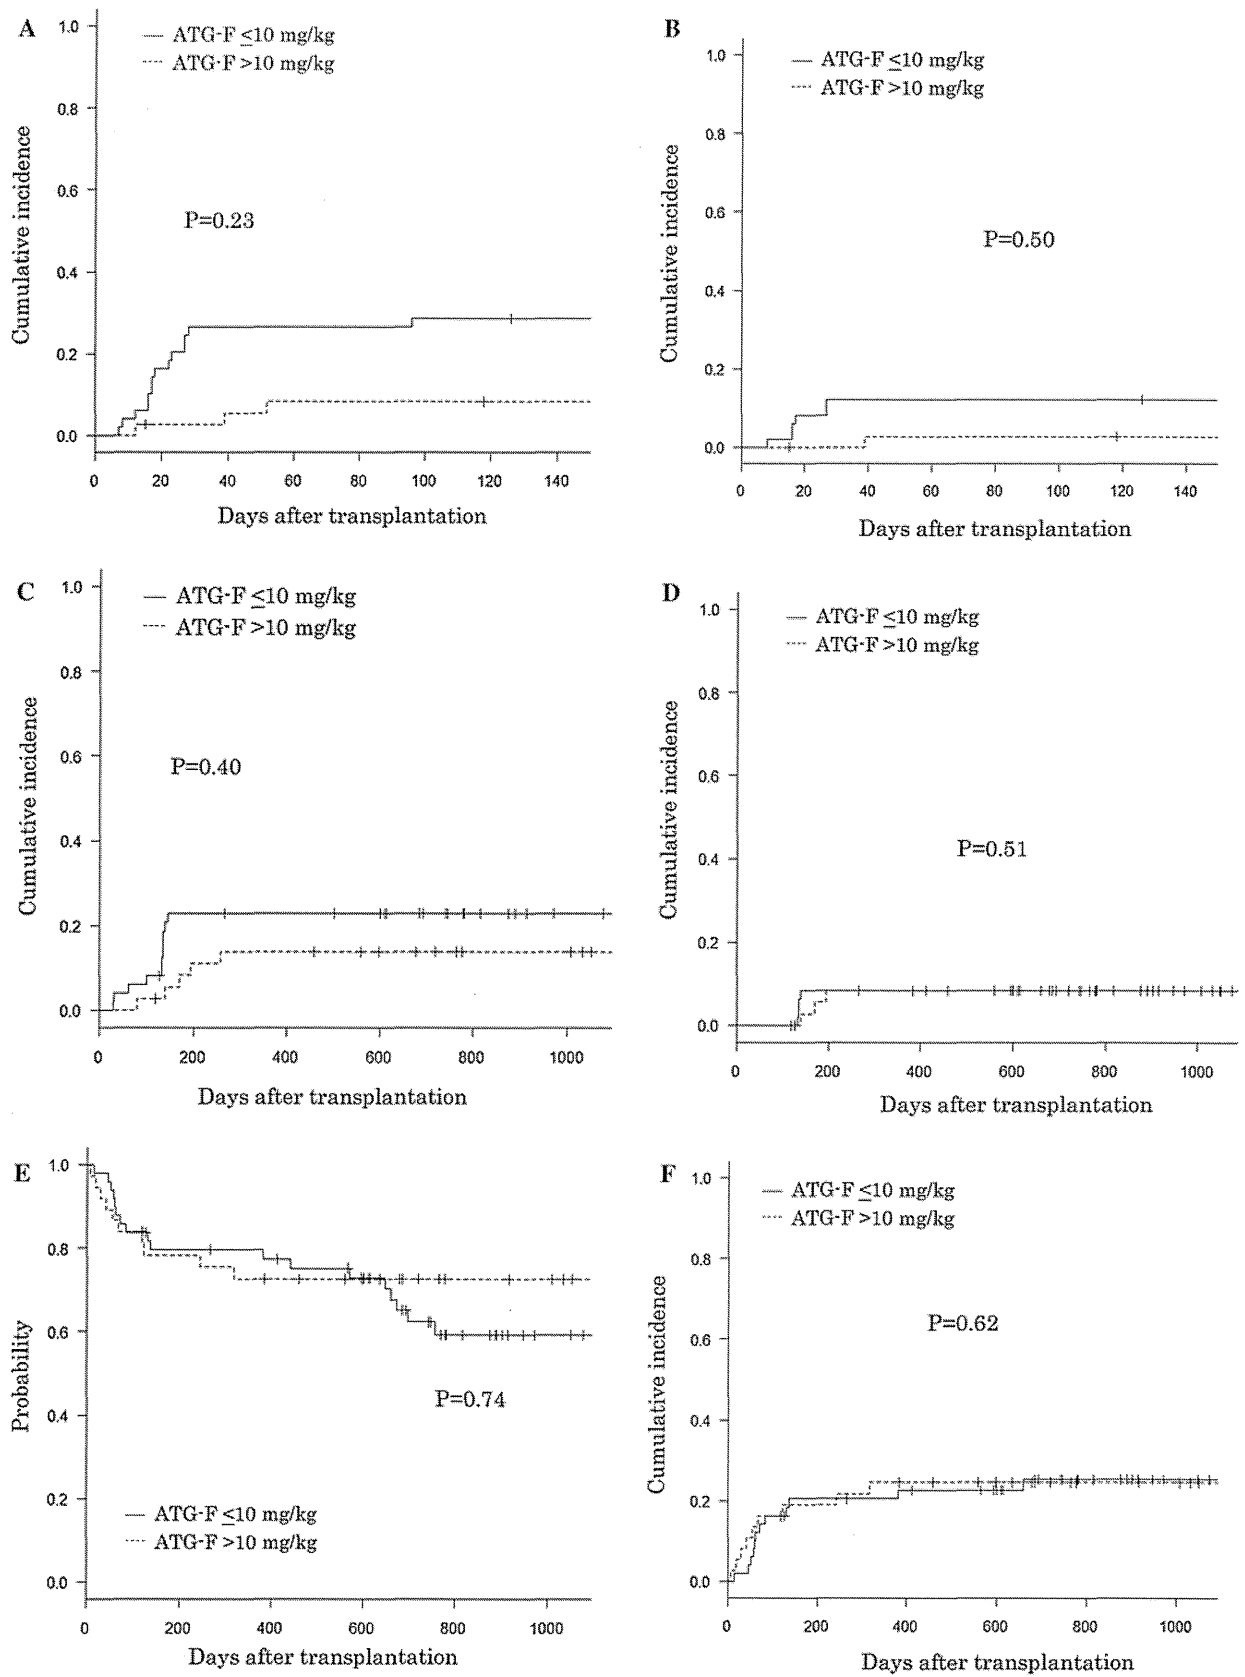 A
ATG-F ≤10 mg/kg
ATG-F >10 mg/kg
1.0
0.8
0.6
0.4
0.2
0.0
Cumulative incidence
P=0.23
0 20 40 60 80 100 120 140
Days after transplantation
B
ATG-F ≤10 mg/kg
ATG-F >10 mg/kg
1.0
0.8
0.6
0.4
0.2
0.0
Cumulative incidence
P=0.50
0 20 40 60 80 100 120 140
Days after transplantation
C
ATG-F ≤10 mg/kg
ATG-F >10 mg/kg
1.0
0.8
0.6
0.4
0.2
0.0
Cumulative incidence
P=0.40
0 200 400 600 800 1000
Days after transplantation
D
ATG-F ≤10 mg/kg
ATG-F >10 mg/kg
1.0
0.8
0.6
0.4
0.2
0.0
Cumulative incidence
P=0.51
0 200 400 600 800 1000
Days after transplantation
E
1.0
0.8
0.6
0.4
0.2
0.0
Probability
P=0.74
ATG-F ≤10 mg/kg
ATG-F >10 mg/kg
0 200 400 600 800 1000
Days after transplantation
F
ATG-F ≤10 mg/kg
ATG-F >10 mg/kg
1.0
0.8
0.6
0.4
0.2
0.0
Cumulative incidence
P=0.62
0 200 400 600 800 1000
Days after transplantation